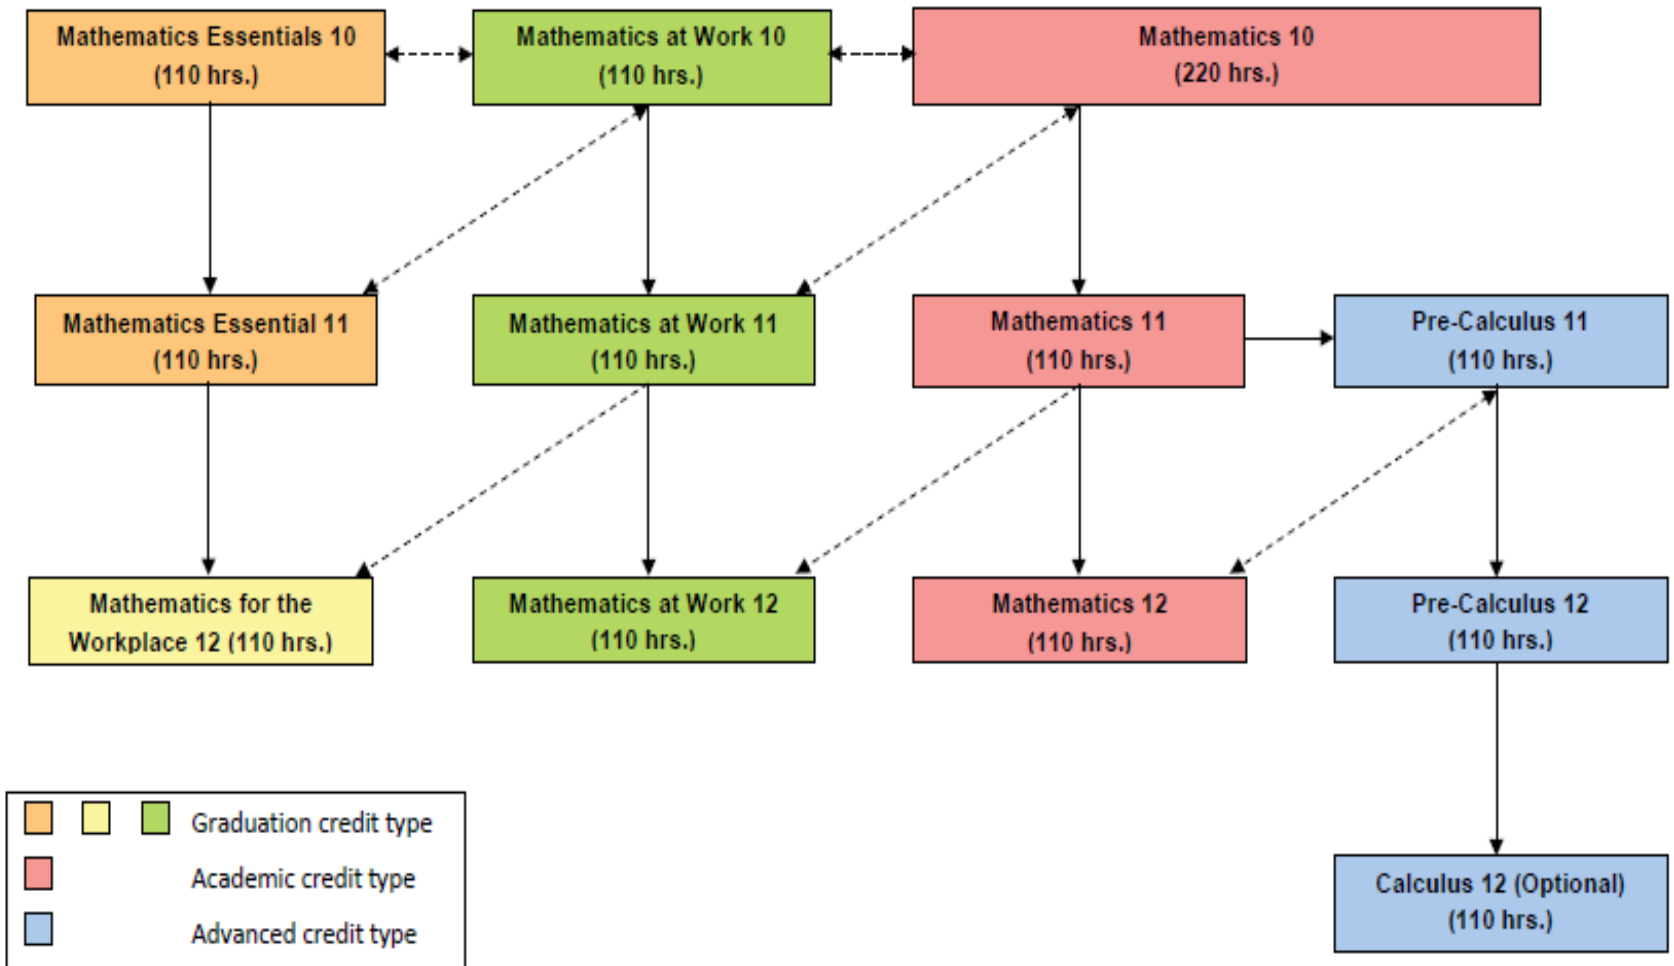 Mathematics Essentials 10
(110 hrs.)
Mathematics at Work 10
(110 hrs.)
Mathematics 10
(220 hrs.)
Mathematics Essential 11
(110 hrs.)
Mathematics at Work 11
(110 hrs.)
Mathematics 11
(110 hrs.)
Pre-Calculus 11
(110 hrs.)
Mathematics for the
Workplace 12 (110 hrs.)
Mathematics at Work 12
(110 hrs.)
Mathematics 12
(110 hrs.)
Pre-Calculus 12
(110 hrs.)
Calculus 12 (Optional)
(110 hrs.)
Graduation credit type
Academic credit type
Advanced credit type